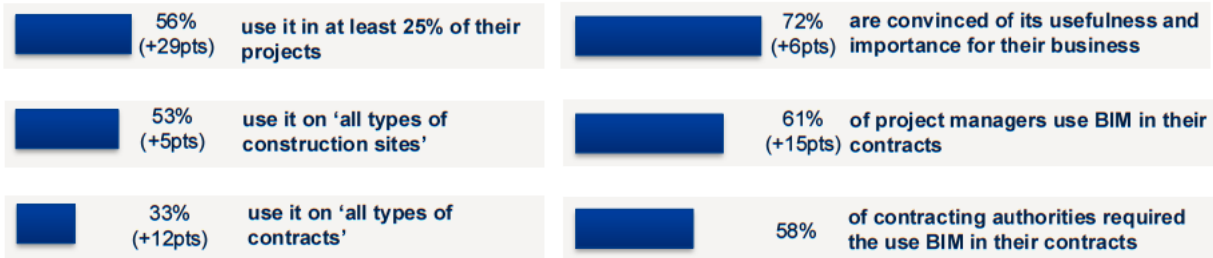 56%
(+29pts)
use it in at least 25% of their
projects
72%
(+6pts)
are convinced of its usefulness and
importance for their business
53%
(+5pts)
use it on ‘all types of
construction sites’
61%
(+15pts)
of project managers use BIM in their
contracts
33%
(+12pts)
use it on ‘all types of
contracts’
58%
of contracting authorities required
the use BIM in their contracts